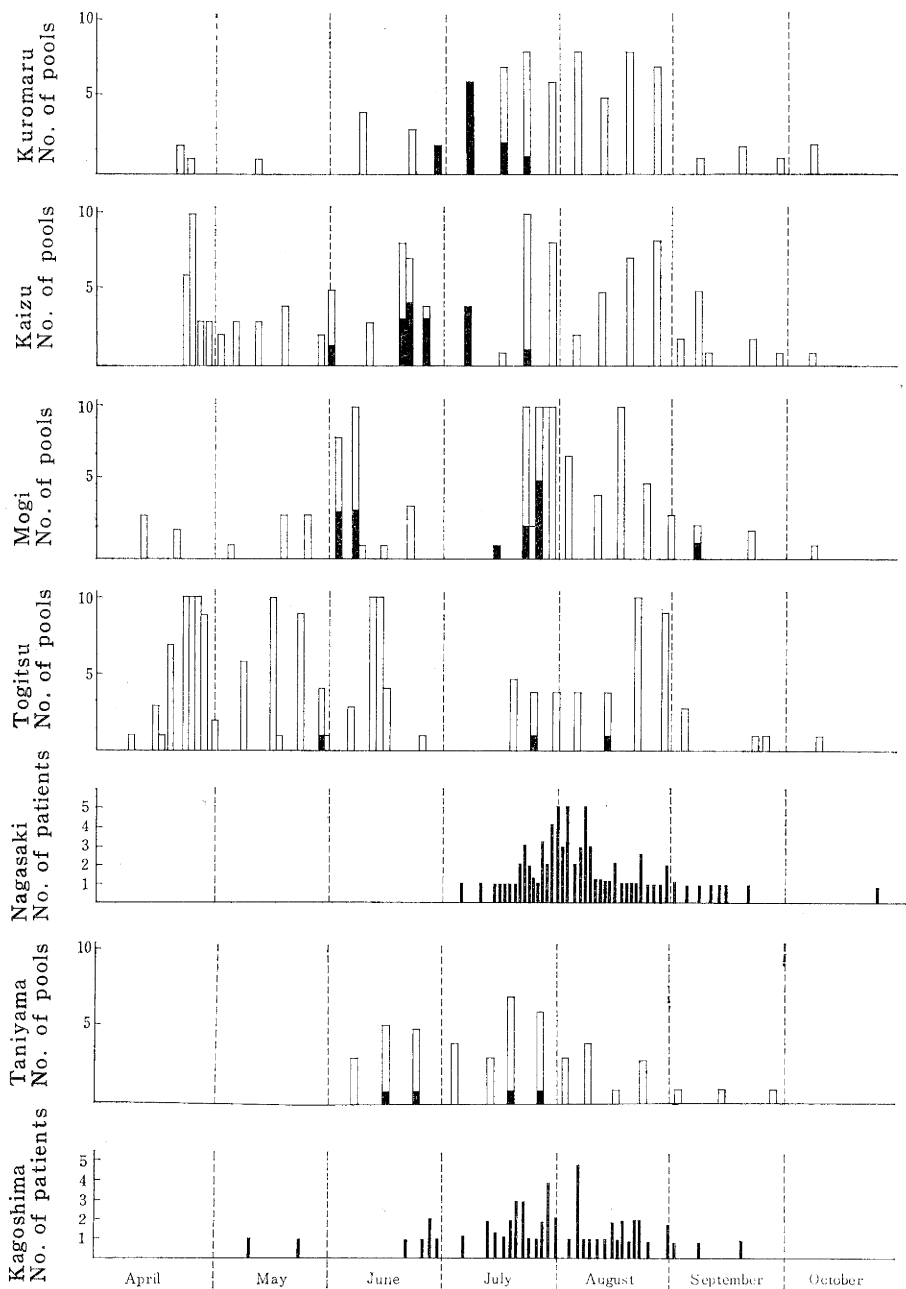 Kuromaru
No. of pools
10
5
Kaizu
No. of pools
10
5
Mogi
No. of pools
10
5
Togitsu
No. of pools
10
5
Nagasaki
No. of patients
5
4
3
2
1
Taniyama
No. of pools
10
5
Kagoshima
No. of patients
5
4
3
2
1
April May June July August September October